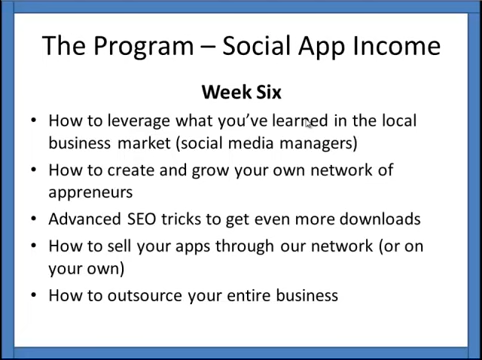 The Program – Social App Income
Week Six
• How to leverage what you’ve learned in the local
business market (social media managers)
• How to create and grow your own network of
appreneurs
• Advanced SEO tricks to get even more downloads
• How to sell your apps through our network (or on
your own)
• How to outsource your entire business